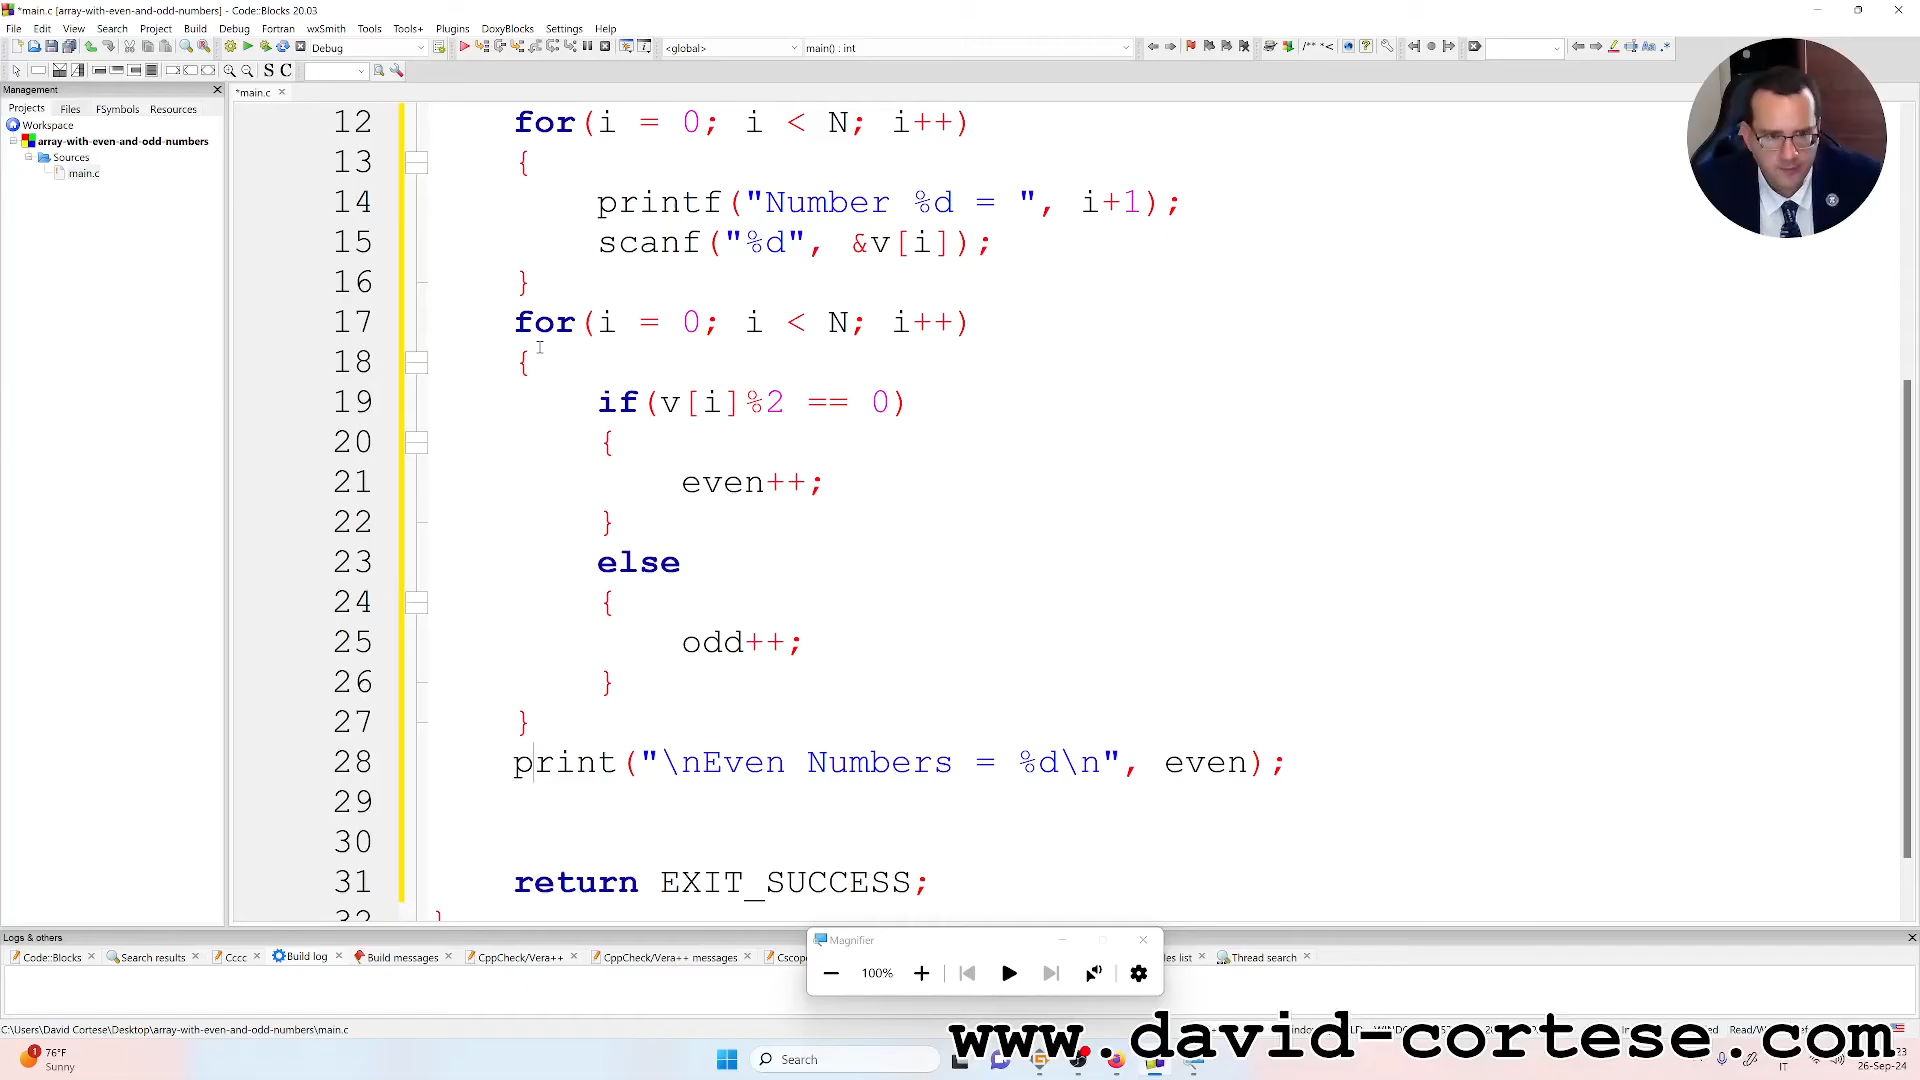 *main.c [array-with-even-and-odd-numbers] - Code::Blocks 20.03
File Edit View Search Project Build Debug Fortran wxSmith Tools Tools+ Plugins DoxyBlocks Settings Help
Debug <global> main() : int
S C
Management
Projects Files FSymbols Resources
*main.c
Workspace
array-with-even-and-odd-numbers
Sources
main.c
12 for(i = 0; i < N; i++)
13 {
14 printf("Number %d = ", i+1);
15 scanf("%d", &v[i]);
16 }
17 for(i = 0; i < N; i++)
18 {
19 if(v[i]%2 == 0)
20 {
21 even++;
22 }
23 else
24 {
25 odd++;
26 }
27 }
28 print("\nEven Numbers = %d\n", even);
29
30
31 return EXIT_SUCCESS;
32 }
Logs & others
Code::Blocks Search results Cccc Build log Build messages CppCheck/Vera++ CppCheck/Vera++ messages Thread search
Magnifier
100%
C:\Users\David Cortese\Desktop\array-with-even-and-odd-numbers\main.c
www.david-cortese.com
76°F
Sunny
Search
IT
26-Sep-24